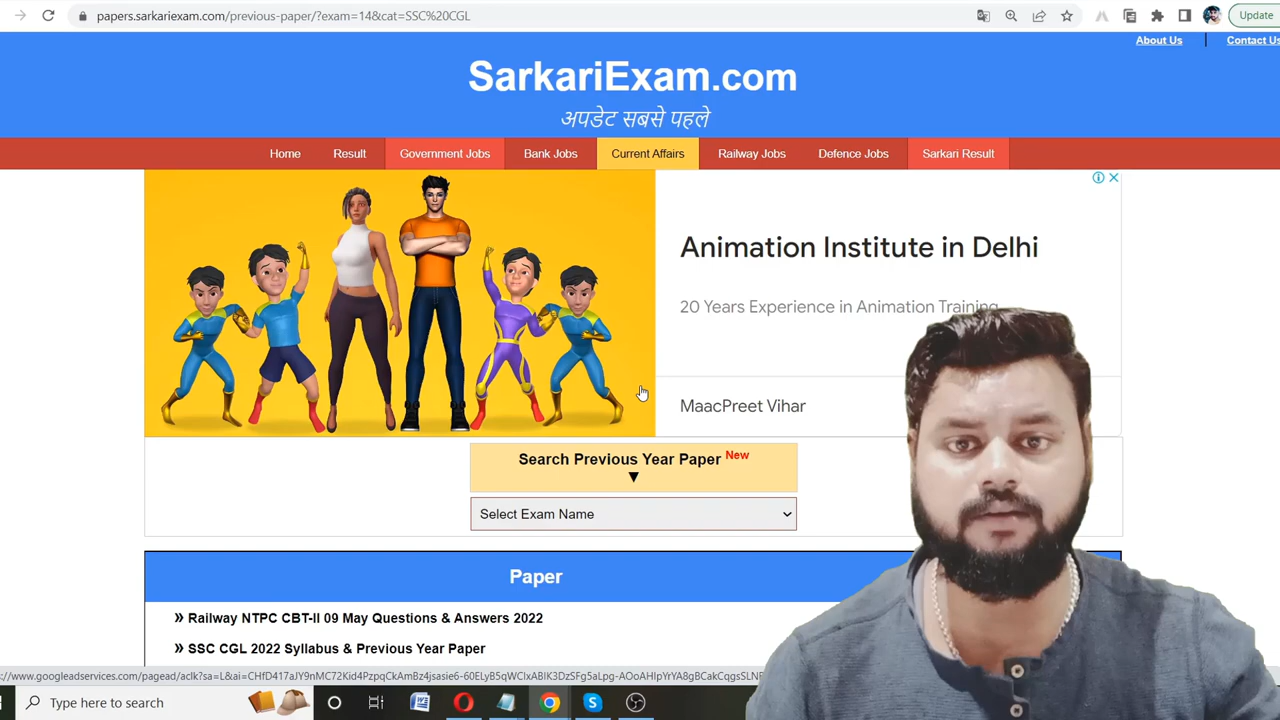 papers.sarkariexam.com/previous-paper/?exam=14&cat=SSC%20CGL
Update
About Us
Contact Us
SarkariExam.com
अपडेट सबसे पहले
Home
Result
Government Jobs
Bank Jobs
Current Affairs
Railway Jobs
Defence Jobs
Sarkari Result
Animation Institute in Delhi
20 Years Experience in Animation Training
MaacPreet Vihar
Search Previous Year Paper New
▼
Select Exam Name
Paper
» Railway NTPC CBT-II 09 May Questions & Answers 2022
» SSC CGL 2022 Syllabus & Previous Year Paper
Type here to search